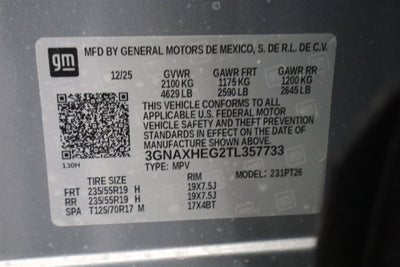 gm
MFD BY GENERAL MOTORS DE MEXICO, S. DE R.L. DE C.V.
12/25 GVWR GAWR FRT GAWR RR
2100 KG 1175 KG 1200 KG
4629 LB 2590 LB 2645 LB
THIS VEHICLE CONFORMS TO ALL APPLICABLE
U.S. FEDERAL MOTOR VEHICLE SAFETY AND
THEFT PREVENTION STANDARDS IN EFFECT ON
THE DATE OF MANUFACTURE SHOWN ABOVE.
3GNAXHEG2TL357733
130H TYPE: MPV MODEL: 231PT26
TIRE SIZE RIM
FRT 235/55R19 H 19X7.5J
RR 235/55R19 H 19X7.5J
SPA T125/70R17 M 17X4BT